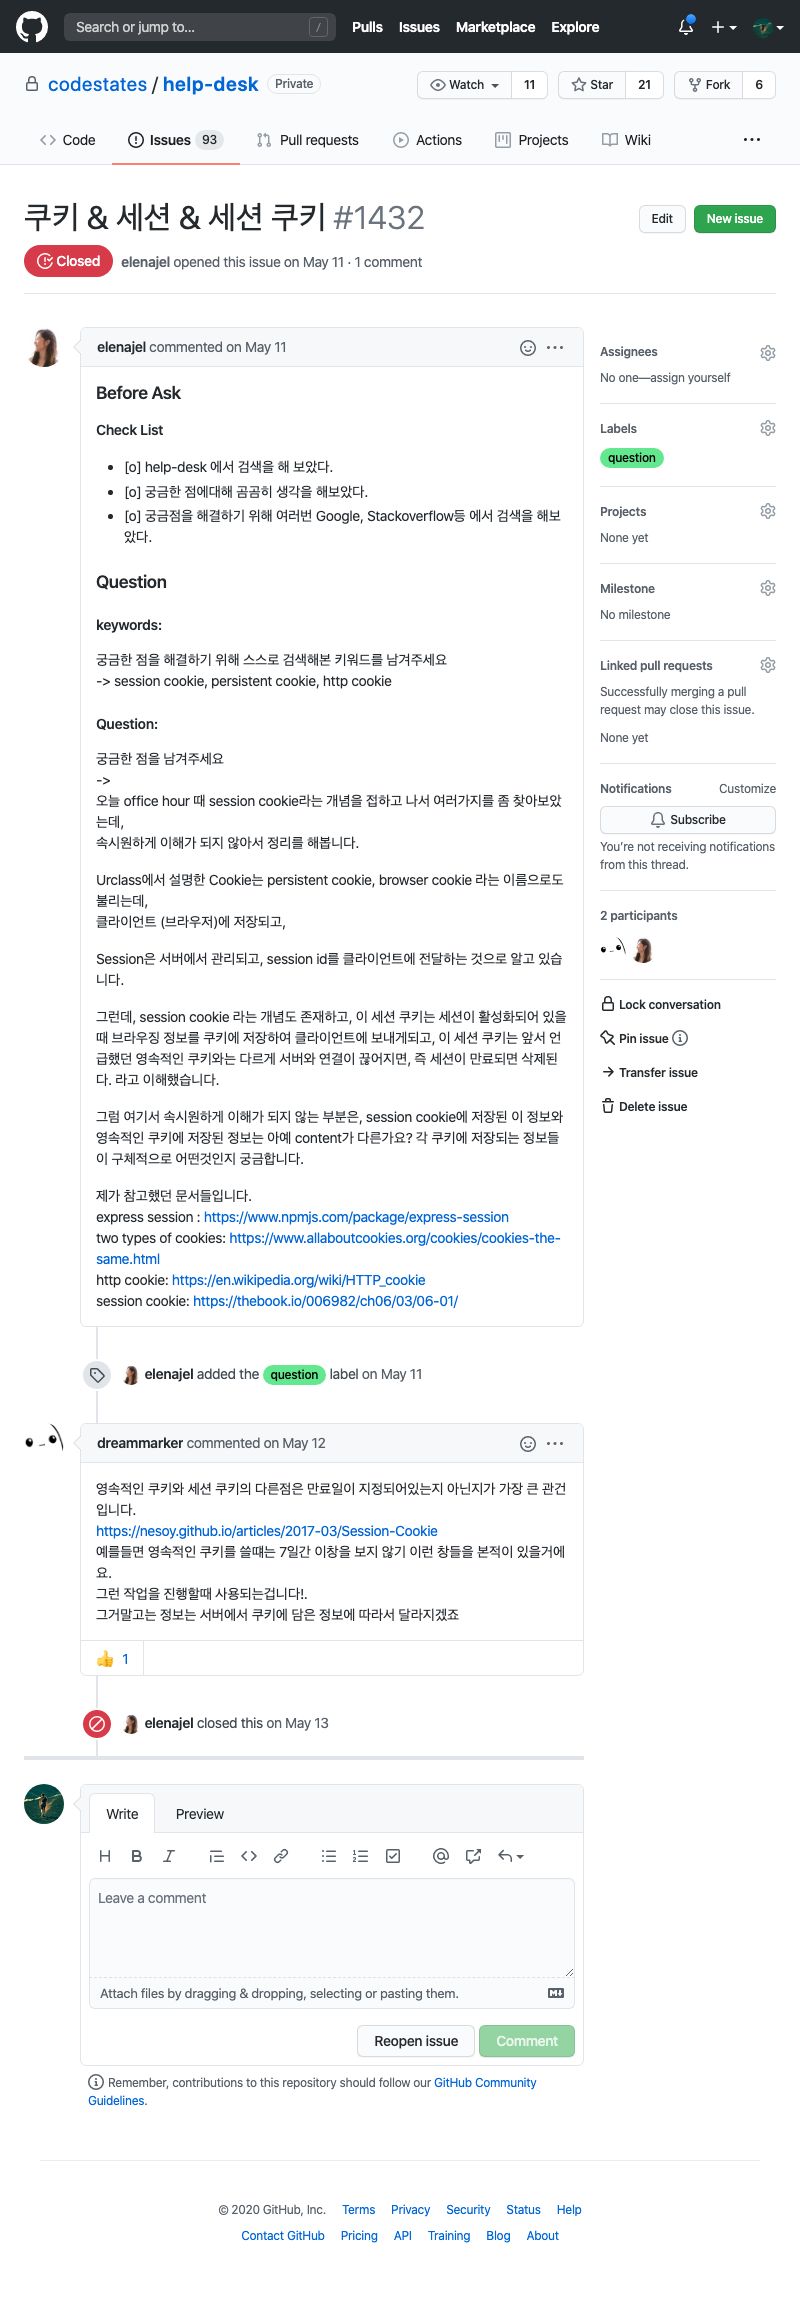 Search or jump to...
/
Pulls
Issues
Marketplace
Explore
codestates / help-desk
Private
Watch
11
Star
21
Fork
6
Code
Issues 93
Pull requests
Actions
Projects
Wiki
쿠키 & 세션 & 세션 쿠키 #1432
Edit
New issue
Closed
elenajel opened this issue on May 11 · 1 comment
elenajel commented on May 11
Before Ask
Check List
[o] help-desk 에서 검색을 해 보았다.
[o] 궁금한 점에대해 곰곰히 생각을 해보았다.
[o] 궁금점을 해결하기 위해 여러번 Google, Stackoverflow등 에서 검색을 해보
았다.
Question
keywords:
궁금한 점을 해결하기 위해 스스로 검색해본 키워드를 남겨주세요
-> session cookie, persistent cookie, http cookie
Question:
궁금한 점을 남겨주세요
->
오늘 office hour 때 session cookie라는 개념을 접하고 나서 여러가지를 좀 찾아보았
는데,
속시원하게 이해가 되지 않아서 정리를 해봅니다.
Urclass에서 설명한 Cookie는 persistent cookie, browser cookie 라는 이름으로도
불리는데,
클라이언트 (브라우저)에 저장되고,
Session은 서버에서 관리되고, session id를 클라이언트에 전달하는 것으로 알고 있습
니다.
그런데, session cookie 라는 개념도 존재하고, 이 세션 쿠키는 세션이 활성화되어 있을
때 브라우징 정보를 쿠키에 저장하여 클라이언트에 보내게되고, 이 세션 쿠키는 앞서 언
급했던 영속적인 쿠키와는 다르게 서버와 연결이 끊어지면, 즉 세션이 만료되면 삭제된
다. 라고 이해했습니다.
그럼 여기서 속시원하게 이해가 되지 않는 부분은, session cookie에 저장된 이 정보와
영속적인 쿠키에 저장된 정보는 아예 content가 다른가요? 각 쿠키에 저장되는 정보들
이 구체적으로 어떤것인지 궁금합니다.
제가 참고했던 문서들입니다.
express session : https://www.npmjs.com/package/express-session
two types of cookies: https://www.allaboutcookies.org/cookies/cookies-the-
same.html
http cookie: https://en.wikipedia.org/wiki/HTTP_cookie
session cookie: https://thebook.io/006982/ch06/03/06-01/
elenajel added the question label on May 11
dreammarker commented on May 12
영속적인 쿠키와 세션 쿠키의 다른점은 만료일이 지정되어있는지 아닌지가 가장 큰 관건
입니다.
https://nesoy.github.io/articles/2017-03/Session-Cookie
예를들면 영속적인 쿠키를 쓸떄는 7일간 이창을 보지 않기 이런 창들을 본적이 있을거에
요.
그런 작업을 진행할때 사용되는겁니다!.
그거말고는 정보는 서버에서 쿠키에 담은 정보에 따라서 달라지겠죠
👍 1
elenajel closed this on May 13
Write
Preview
Leave a comment
Attach files by dragging & dropping, selecting or pasting them.
Reopen issue
Comment
Remember, contributions to this repository should follow our GitHub Community
Guidelines.
Assignees
No one—assign yourself
Labels
question
Projects
None yet
Milestone
No milestone
Linked pull requests
Successfully merging a pull
request may close this issue.
None yet
Notifications
Customize
Subscribe
You're not receiving notifications
from this thread.
2 participants
Lock conversation
Pin issue
Transfer issue
Delete issue
© 2020 GitHub, Inc.
Terms
Privacy
Security
Status
Help
Contact GitHub
Pricing
API
Training
Blog
About